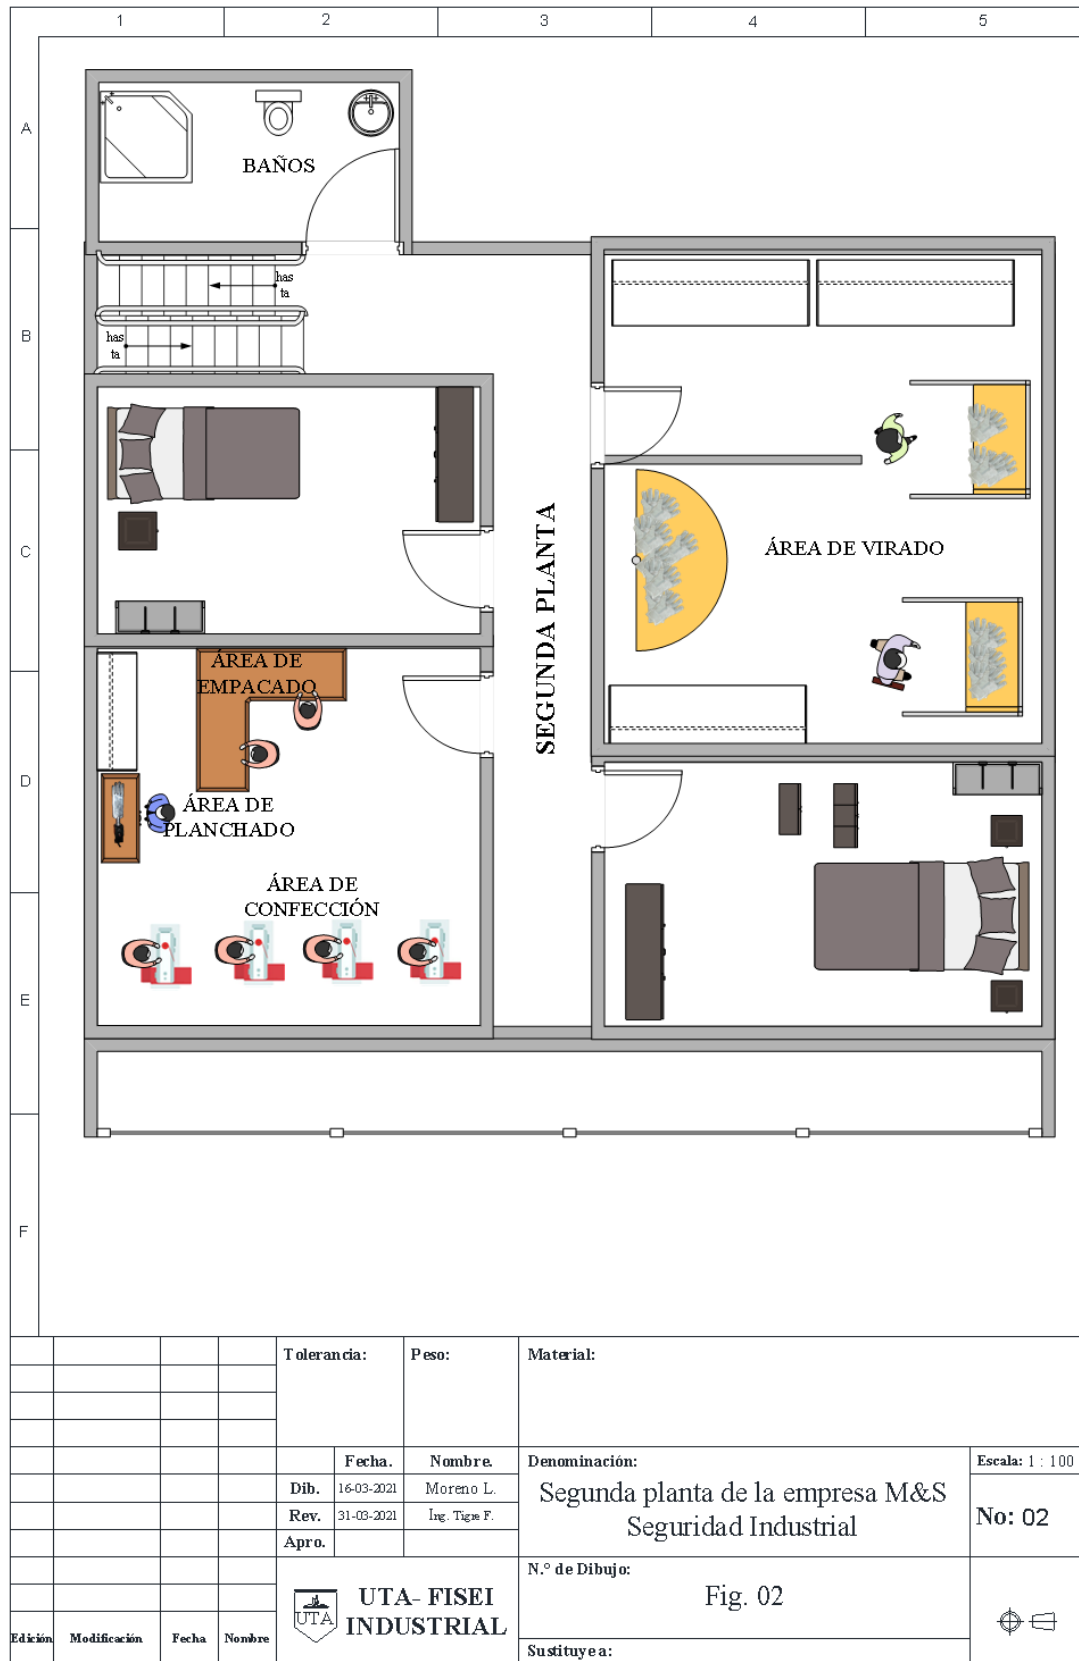 1 2 3 4 5
A
BAÑOS
B
has
ta
has
ta
C
SEGUNDA PLANTA
ÁREA DE VIRADO
ÁREA DE
EMPACADO
D
ÁREA DE
PLANCHADO
ÁREA DE
CONFECCIÓN
E
F
Tolerancia: Peso: Material:
Fecha. Nombre. Denominación: Escala: 1 : 100
Dib. 16-03-2021 Moreno L.
Segunda planta de la empresa M&S
Seguridad Industrial
No: 02
Rev. 31-03-2021 Ing. Tigre F.
Apro.
N.º de Dibujo:
Fig. 02
UTA
UTA- FISEI
INDUSTRIAL
Edición Modificación Fecha Nombre
Sustituye a: